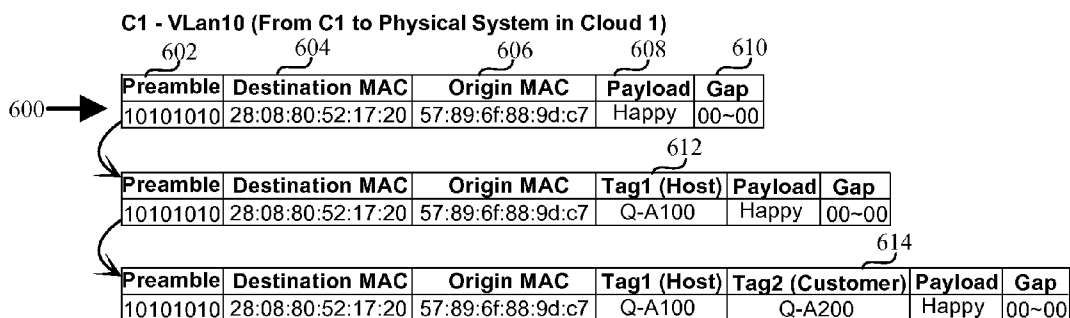 C1 - VLan10 (From C1 to Physical System in Cloud 1)
602 604 606 608 610
Preamble Destination MAC Origin MAC Payload Gap
600
10101010 28:08:80:52:17:20 57:89:6f:88:9d:c7 Happy 00~00
612
Preamble Destination MAC Origin MAC Tag1 (Host) Payload Gap
10101010 28:08:80:52:17:20 57:89:6f:88:9d:c7 Q-A100 Happy 00~00
614
Preamble Destination MAC Origin MAC Tag1 (Host) Tag2 (Customer) Payload Gap
10101010 28:08:80:52:17:20 57:89:6f:88:9d:c7 Q-A100 Q-A200 Happy 00~00